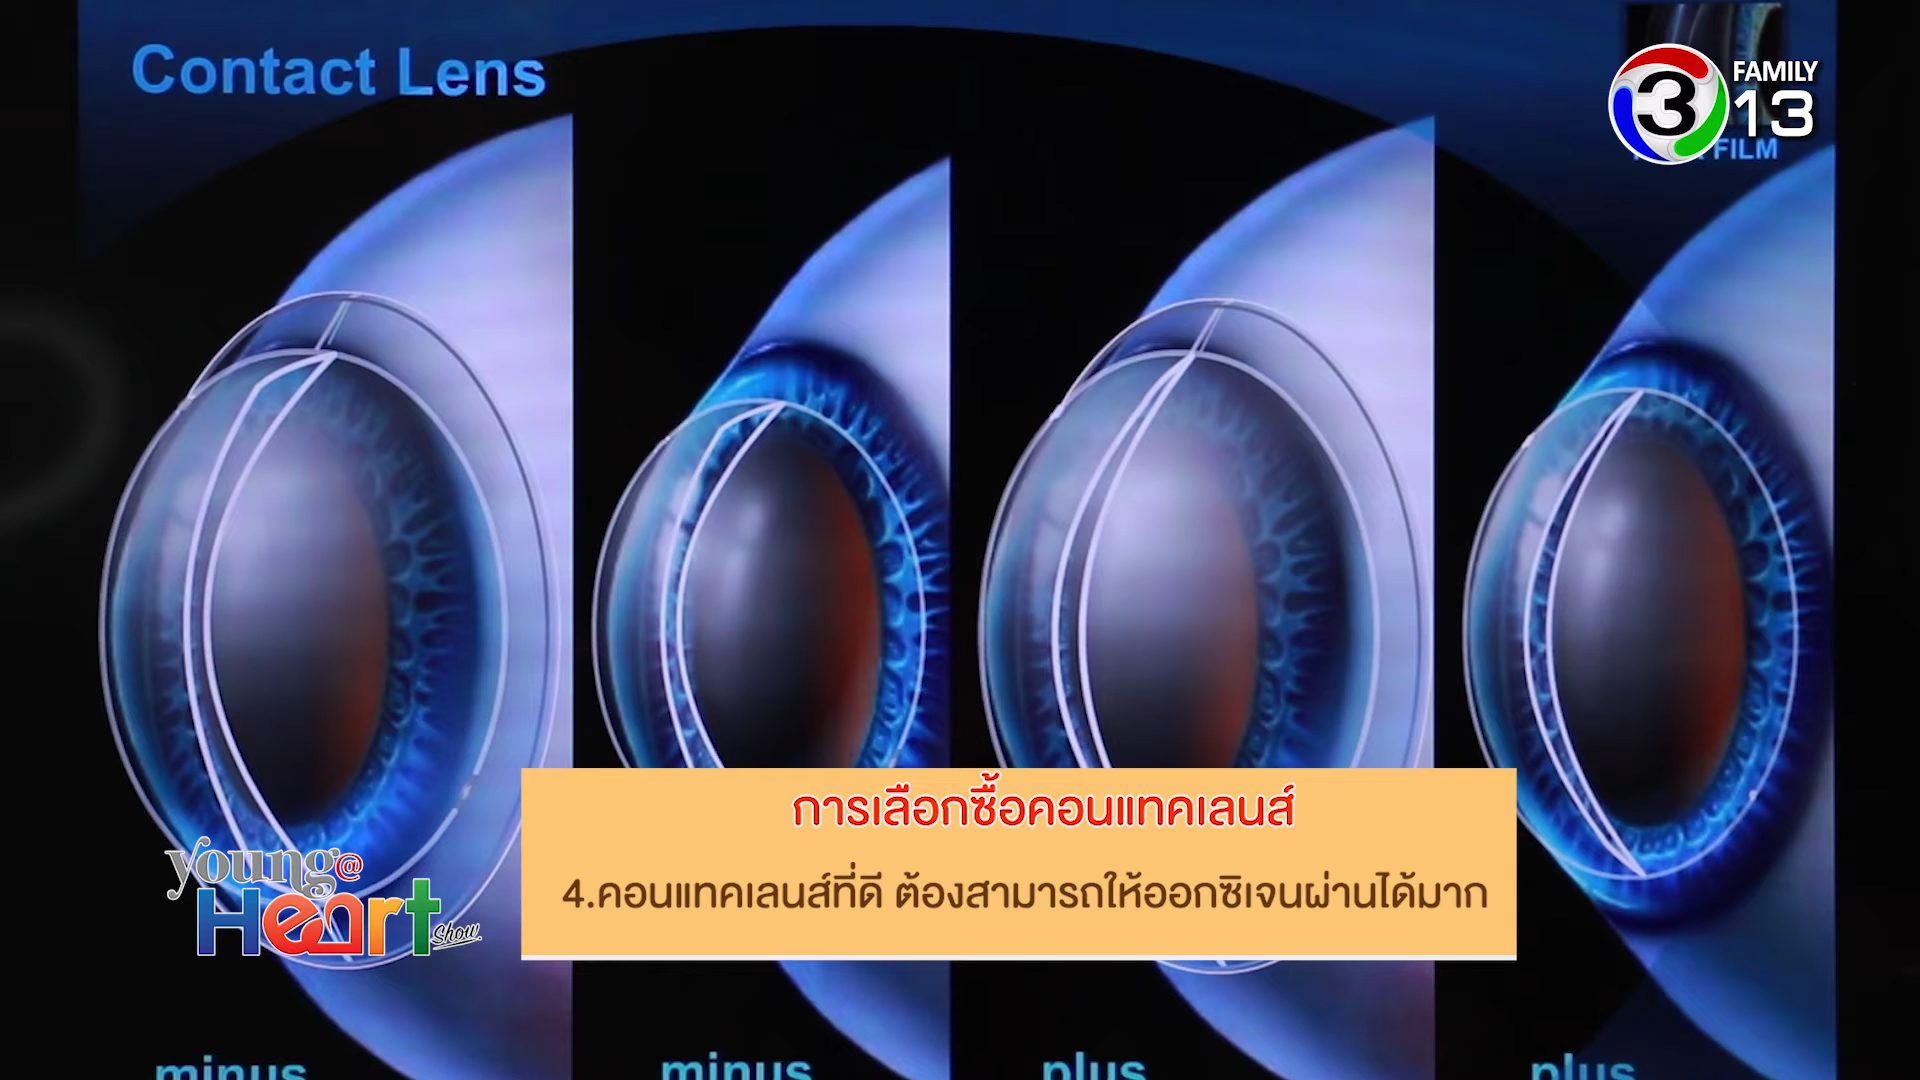 Contact Lens
3 FAMILY
13
FILM
การเลือกซื้อคอนแทคเลนส์
4.คอนแทคเลนส์ที่ดี ต้องสามารถให้ออกซิเจนผ่านได้มาก
young@
Heart
Show.
minus
minus
plus
plus